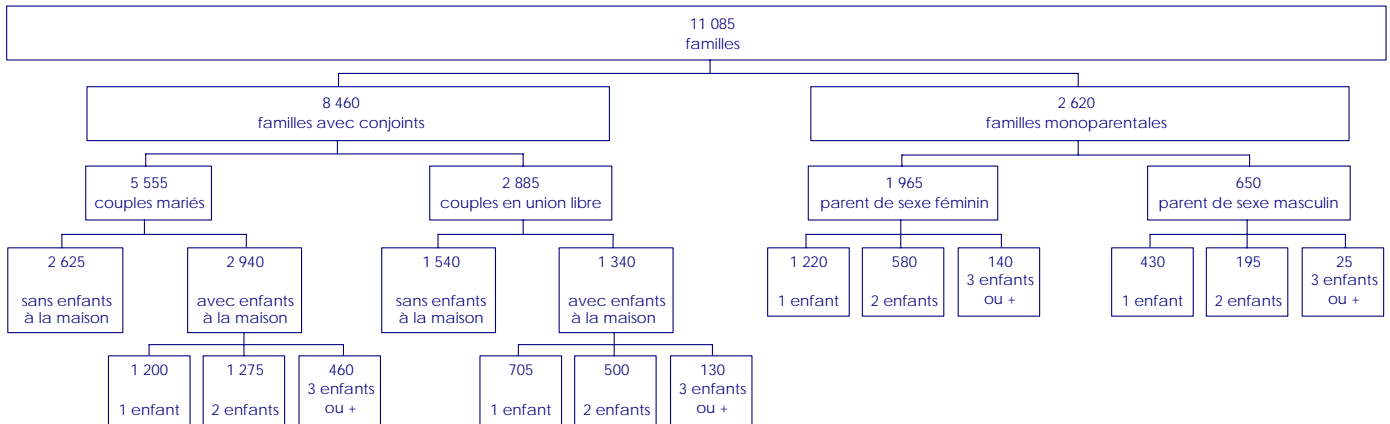 11 085
familles
8 460
familles avec conjoints
2 620
familles monoparentales
5 555
couples mariés
2 885
couples en union libre
1 965
parent de sexe féminin
650
parent de sexe masculin
2 625
sans enfants
à la maison
2 940
avec enfants
à la maison
1 540
sans enfants
à la maison
1 340
avec enfants
à la maison
1 220
1 enfant
580
2 enfants
140
3 enfants
ou +
430
1 enfant
195
2 enfants
25
3 enfants
ou +
1 200
1 enfant
1 275
2 enfants
460
3 enfants
ou +
705
1 enfant
500
2 enfants
130
3 enfants
ou +